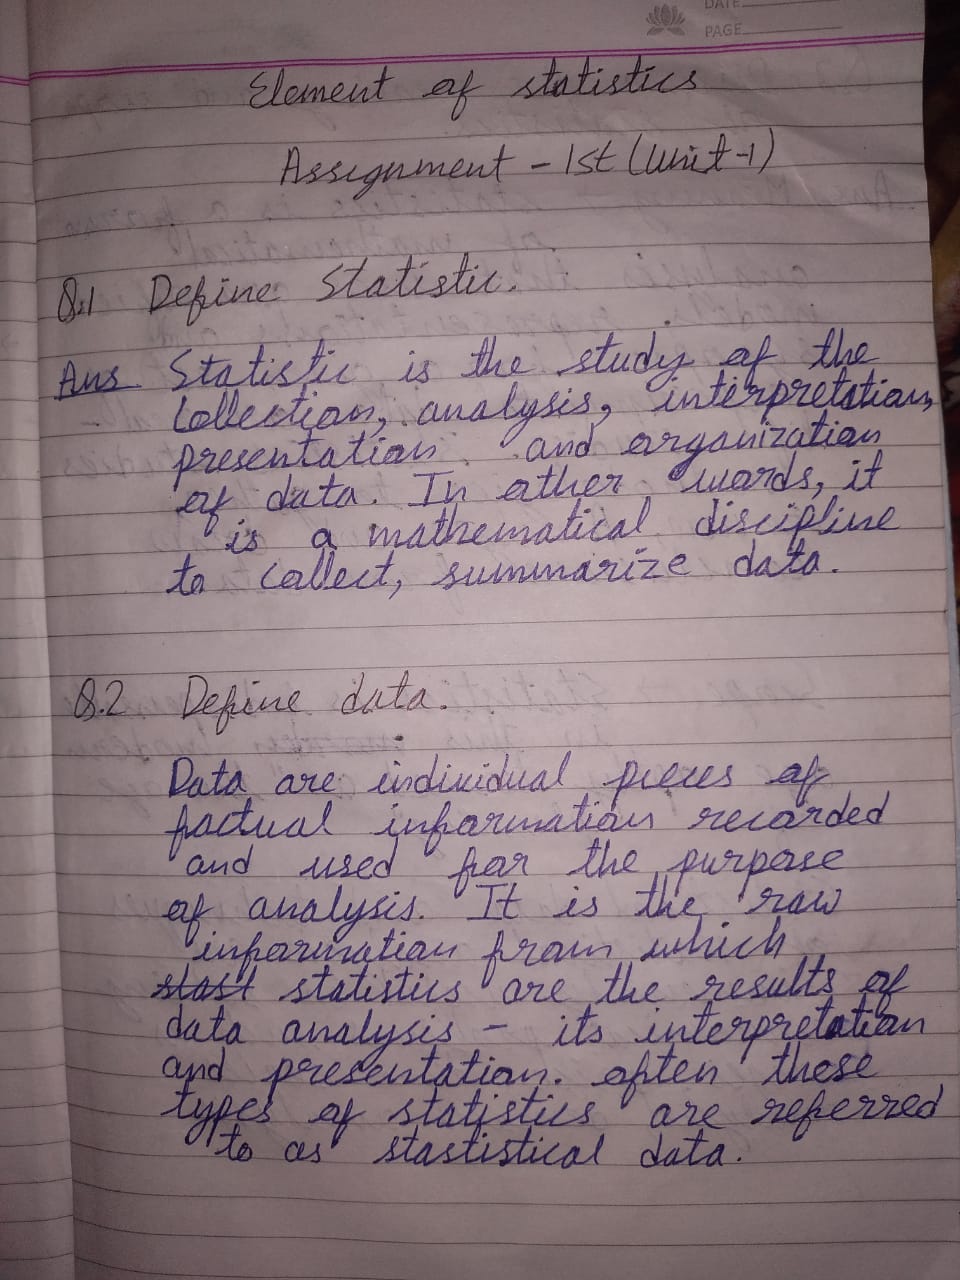 DATE
PAGE
Element of statistics
Assignment - 1st (Unit-1)
Q.1 Define Statistic.
Ans Statistic is the study of the
collection, analysis, interpretation,
presentation and organization
of data. In other words, it
is a mathematical discipline
to collect, summarize data.
Q.2 Define data.
Data are individual pieces of
factual information recorded
and used for the purpose
of analysis. It is the raw
information from which
stast statistics are the results of
data analysis - its interpretation
and presentation. often these
types of statistics are referred
to as stastistical data.